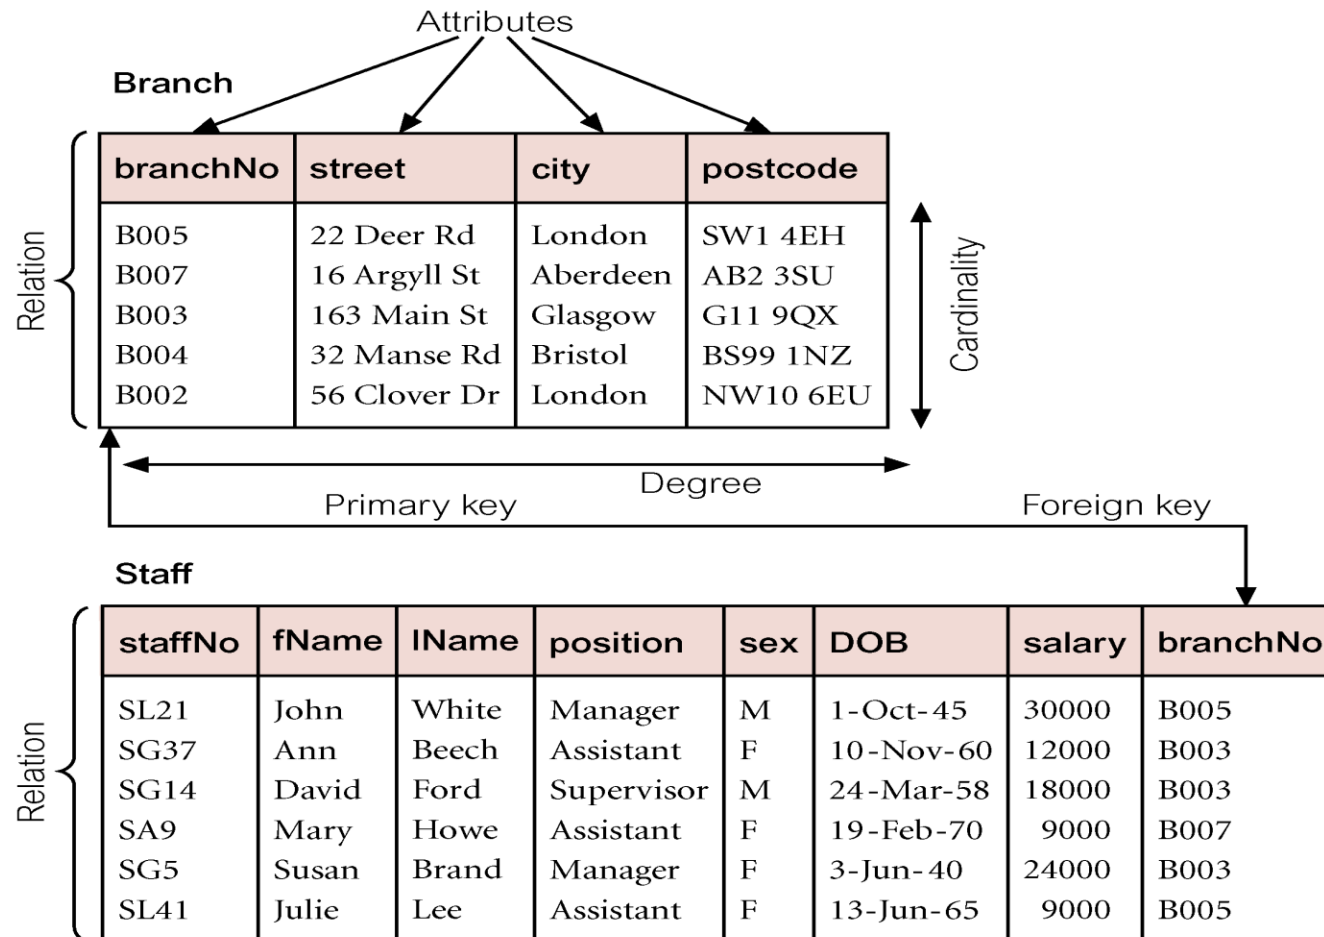 Attributes
Branch
branchNo street city postcode
B005 22 Deer Rd London SW1 4EH
B007 16 Argyll St Aberdeen AB2 3SU
B003 163 Main St Glasgow G11 9QX
B004 32 Manse Rd Bristol BS99 1NZ
B002 56 Clover Dr London NW10 6EU
Relation
Cardinality
Degree
Primary key Foreign key
Staff
staffNo fName lName position sex DOB salary branchNo
SL21 John White Manager M 1-Oct-45 30000 B005
SG37 Ann Beech Assistant F 10-Nov-60 12000 B003
SG14 David Ford Supervisor M 24-Mar-58 18000 B003
SA9 Mary Howe Assistant F 19-Feb-70 9000 B007
SG5 Susan Brand Manager F 3-Jun-40 24000 B003
SL41 Julie Lee Assistant F 13-Jun-65 9000 B005
Relation